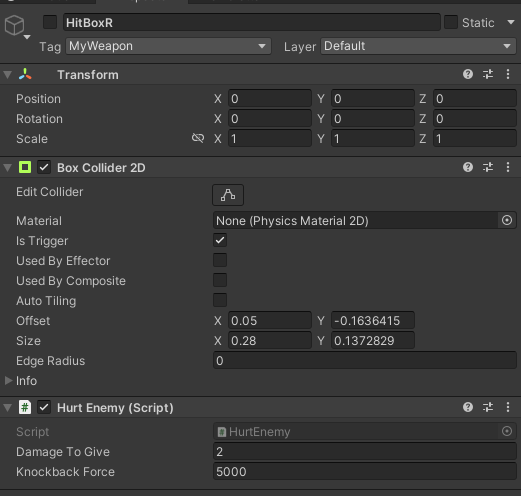 HitBoxR Static
Tag MyWeapon Layer Default
Transform
Position X 0 Y 0 Z 0
Rotation X 0 Y 0 Z 0
Scale X 1 Y 1 Z 1
Box Collider 2D
Edit Collider
Material None (Physics Material 2D)
Is Trigger
Used By Effector
Used By Composite
Auto Tiling
Offset X 0.05 Y -0.1636415
Size X 0.28 Y 0.1372829
Edge Radius 0
Info
# Hurt Enemy (Script)
Script # HurtEnemy
Damage To Give 2
Knockback Force 5000